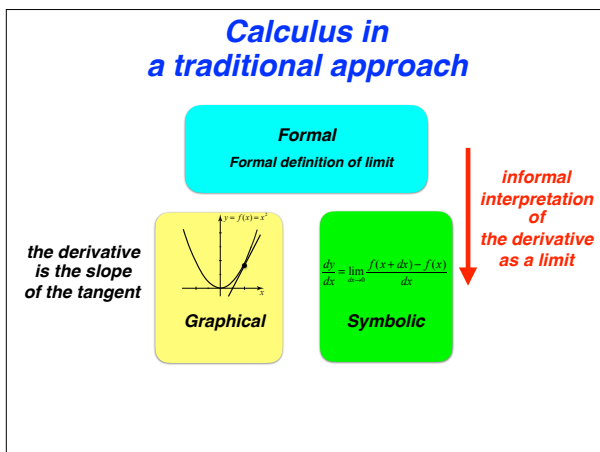 Calculus in
a traditional approach
Formal
Formal definition of limit
the derivative
is the slope
of the tangent
y = f(x) = x²
x
Graphical
dy/dx = lim dx→0 f(x + dx) − f(x) / dx
Symbolic
informal
interpretation
of
the derivative
as a limit